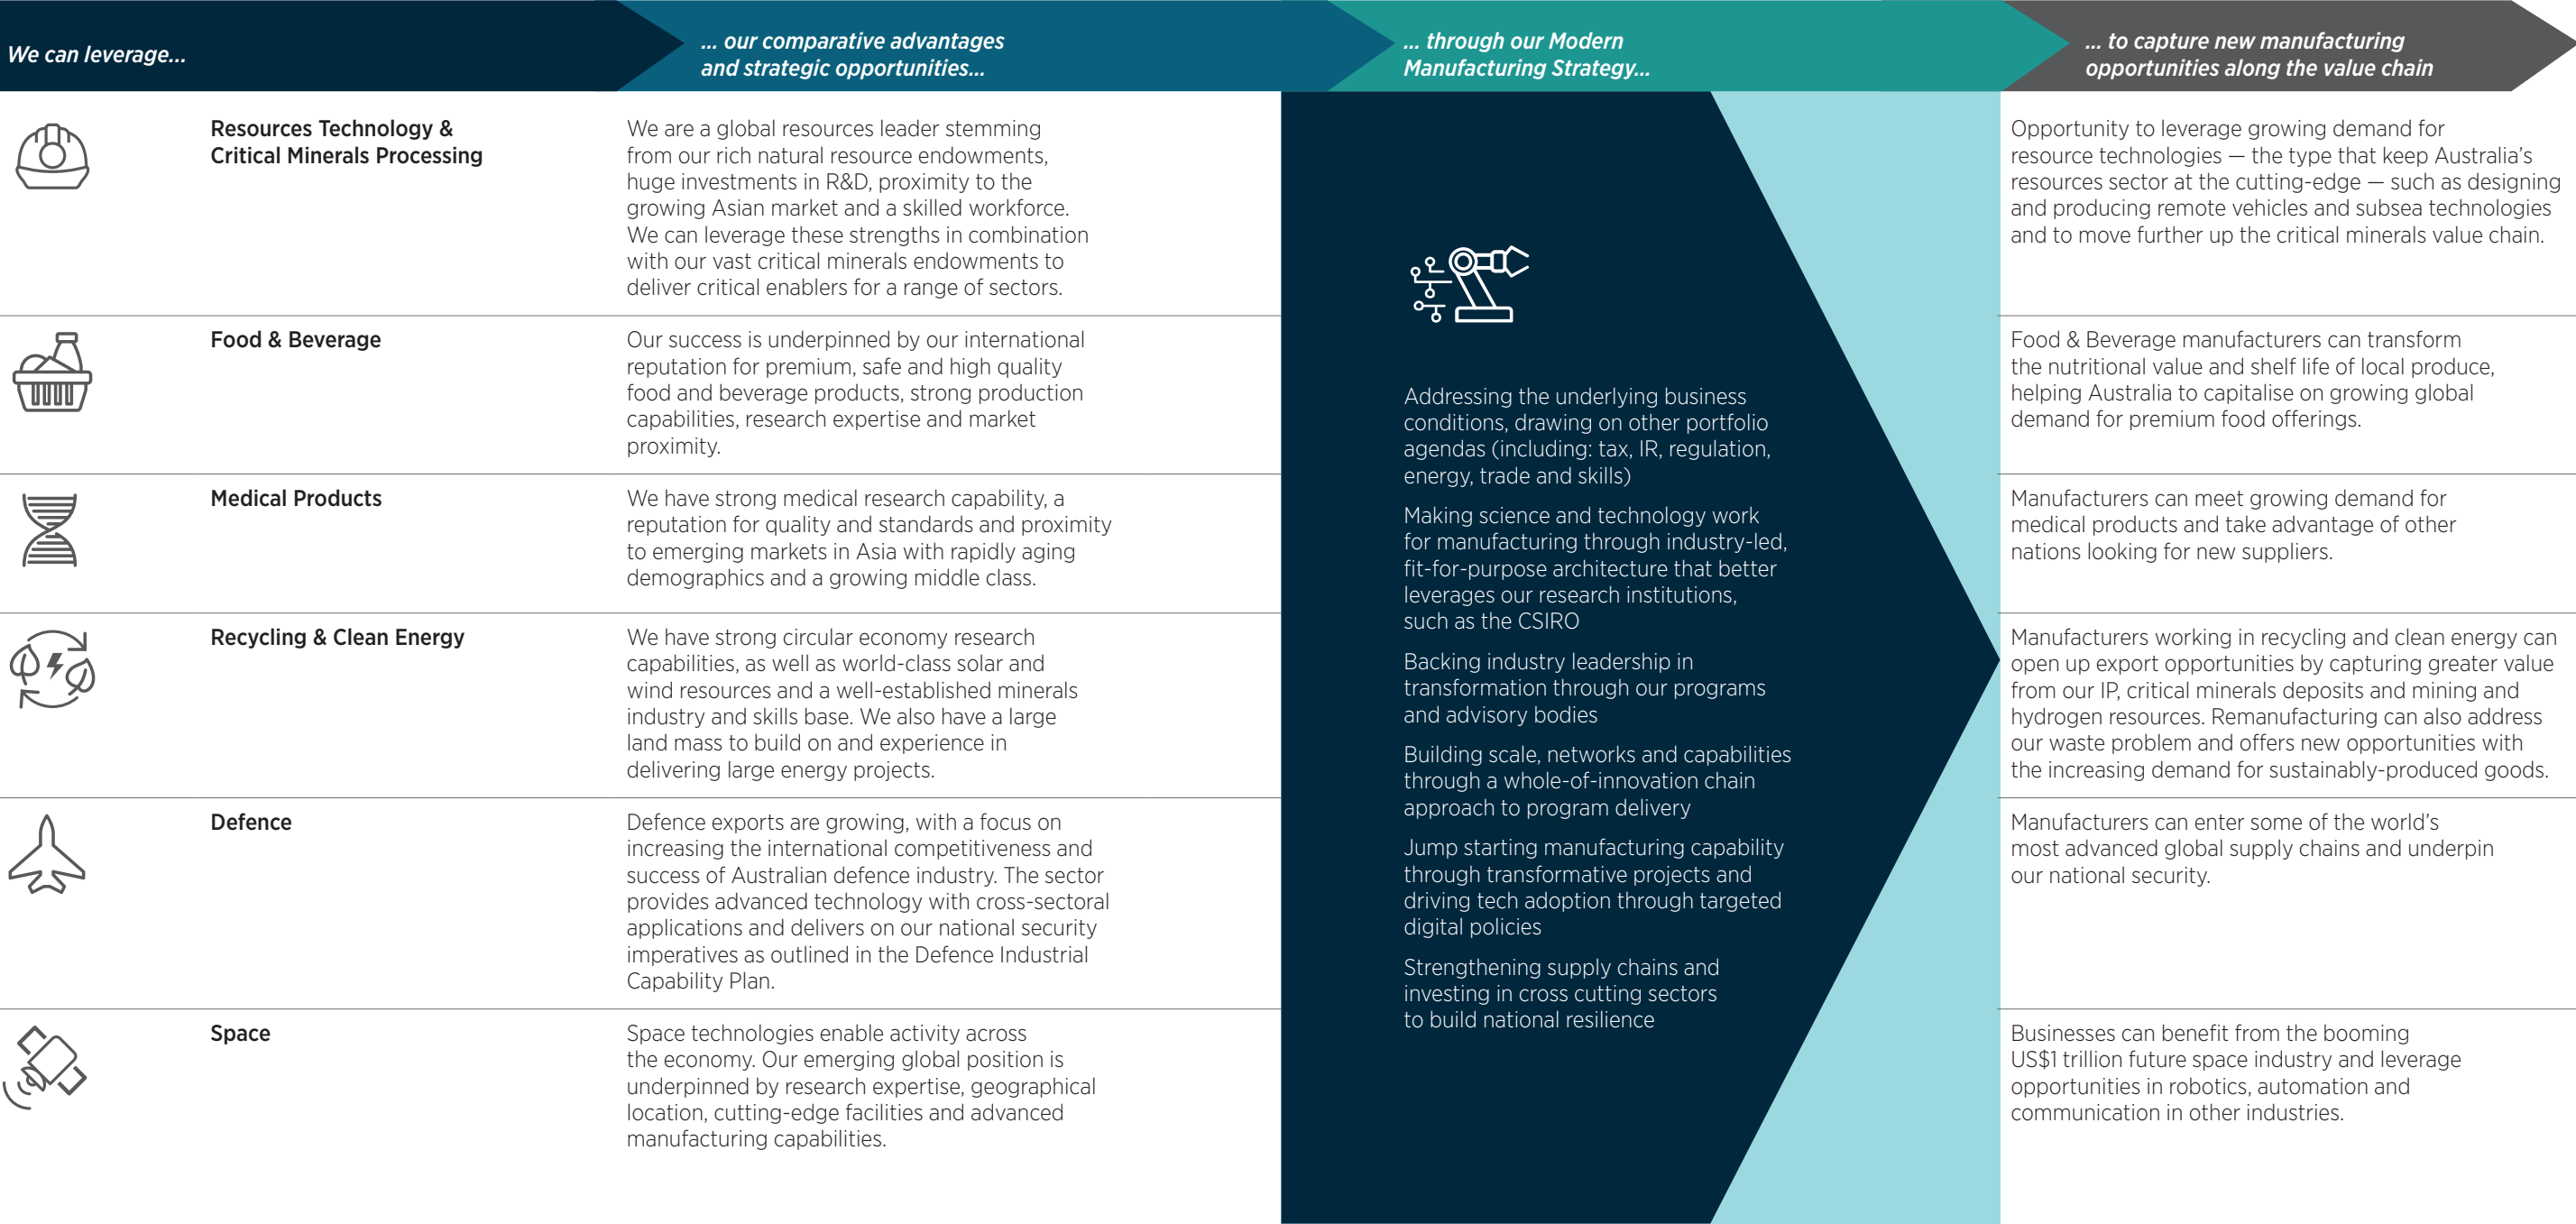 We can leverage...
... our comparative advantages
and strategic opportunities...
... through our Modern
Manufacturing Strategy...
... to capture new manufacturing
opportunities along the value chain
Resources Technology &
Critical Minerals Processing
We are a global resources leader stemming
from our rich natural resource endowments,
huge investments in R&D, proximity to the
growing Asian market and a skilled workforce.
We can leverage these strengths in combination
with our vast critical minerals endowments to
deliver critical enablers for a range of sectors.
Opportunity to leverage growing demand for
resource technologies — the type that keep Australia’s
resources sector at the cutting-edge — such as designing
and producing remote vehicles and subsea technologies
and to move further up the critical minerals value chain.
Food & Beverage
Our success is underpinned by our international
reputation for premium, safe and high quality
food and beverage products, strong production
capabilities, research expertise and market
proximity.
Food & Beverage manufacturers can transform
the nutritional value and shelf life of local produce,
helping Australia to capitalise on growing global
demand for premium food offerings.
Medical Products
We have strong medical research capability, a
reputation for quality and standards and proximity
to emerging markets in Asia with rapidly aging
demographics and a growing middle class.
Manufacturers can meet growing demand for
medical products and take advantage of other
nations looking for new suppliers.
Recycling & Clean Energy
We have strong circular economy research
capabilities, as well as world-class solar and
wind resources and a well-established minerals
industry and skills base. We also have a large
land mass to build on and experience in
delivering large energy projects.
Manufacturers working in recycling and clean energy can
open up export opportunities by capturing greater value
from our IP, critical minerals deposits and mining and
hydrogen resources. Remanufacturing can also address
our waste problem and offers new opportunities with
the increasing demand for sustainably-produced goods.
Defence
Defence exports are growing, with a focus on
increasing the international competitiveness and
success of Australian defence industry. The sector
provides advanced technology with cross-sectoral
applications and delivers on our national security
imperatives as outlined in the Defence Industrial
Capability Plan.
Manufacturers can enter some of the world’s
most advanced global supply chains and underpin
our national security.
Space
Space technologies enable activity across
the economy. Our emerging global position is
underpinned by research expertise, geographical
location, cutting-edge facilities and advanced
manufacturing capabilities.
Businesses can benefit from the booming
US$1 trillion future space industry and leverage
opportunities in robotics, automation and
communication in other industries.
Addressing the underlying business
conditions, drawing on other portfolio
agendas (including: tax, IR, regulation,
energy, trade and skills)
Making science and technology work
for manufacturing through industry-led,
fit-for-purpose architecture that better
leverages our research institutions,
such as the CSIRO
Backing industry leadership in
transformation through our programs
and advisory bodies
Building scale, networks and capabilities
through a whole-of-innovation chain
approach to program delivery
Jump starting manufacturing capability
through transformative projects and
driving tech adoption through targeted
digital policies
Strengthening supply chains and
investing in cross cutting sectors
to build national resilience